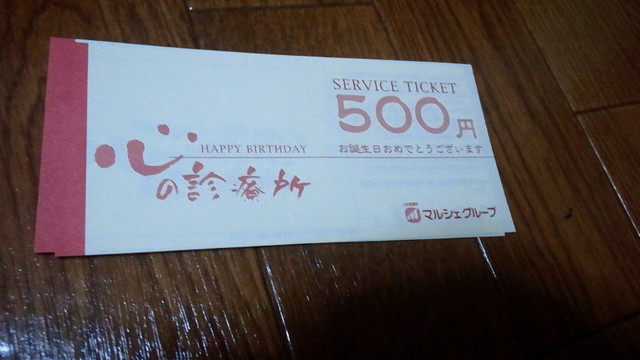 SERVICE TICKET
500円
HAPPY BIRTHDAY
お誕生日おめでとうございます
心の診療所
マルシェグループ